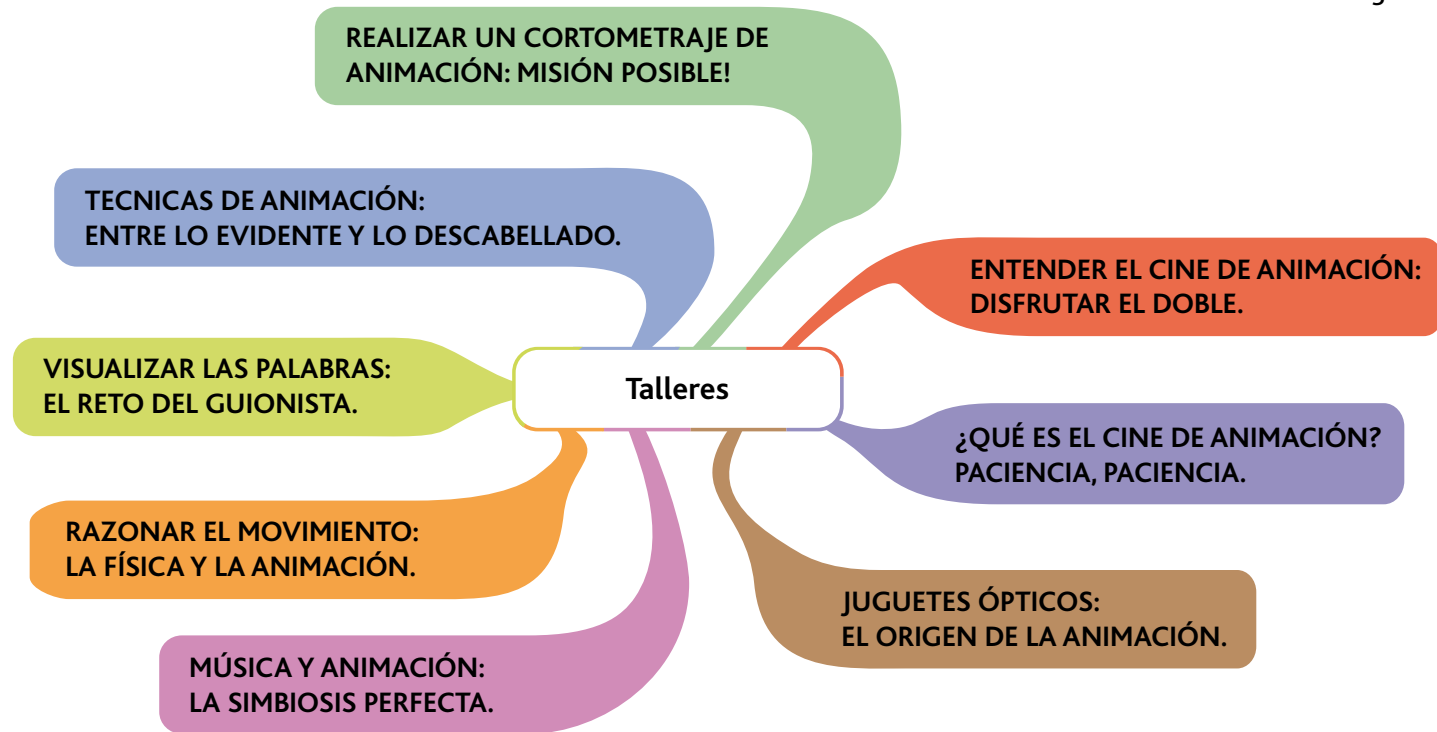 REALIZAR UN CORTOMETRAJE DE
ANIMACIÓN: MISIÓN POSIBLE!
TECNICAS DE ANIMACIÓN:
ENTRE LO EVIDENTE Y LO DESCABELLADO.
ENTENDER EL CINE DE ANIMACIÓN:
DISFRUTAR EL DOBLE.
VISUALIZAR LAS PALABRAS:
EL RETO DEL GUIONISTA.
Talleres
¿QUÉ ES EL CINE DE ANIMACIÓN?
PACIENCIA, PACIENCIA.
RAZONAR EL MOVIMIENTO:
LA FÍSICA Y LA ANIMACIÓN.
JUGUETES ÓPTICOS:
EL ORIGEN DE LA ANIMACIÓN.
MÚSICA Y ANIMACIÓN:
LA SIMBIOSIS PERFECTA.